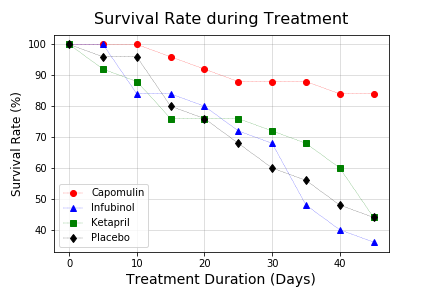 Survival Rate during Treatment
100
90
80
70
60
50
40
Survival Rate (%)
Capomulin
Infubinol
Ketapril
Placebo
0
10
20
30
40
Treatment Duration (Days)